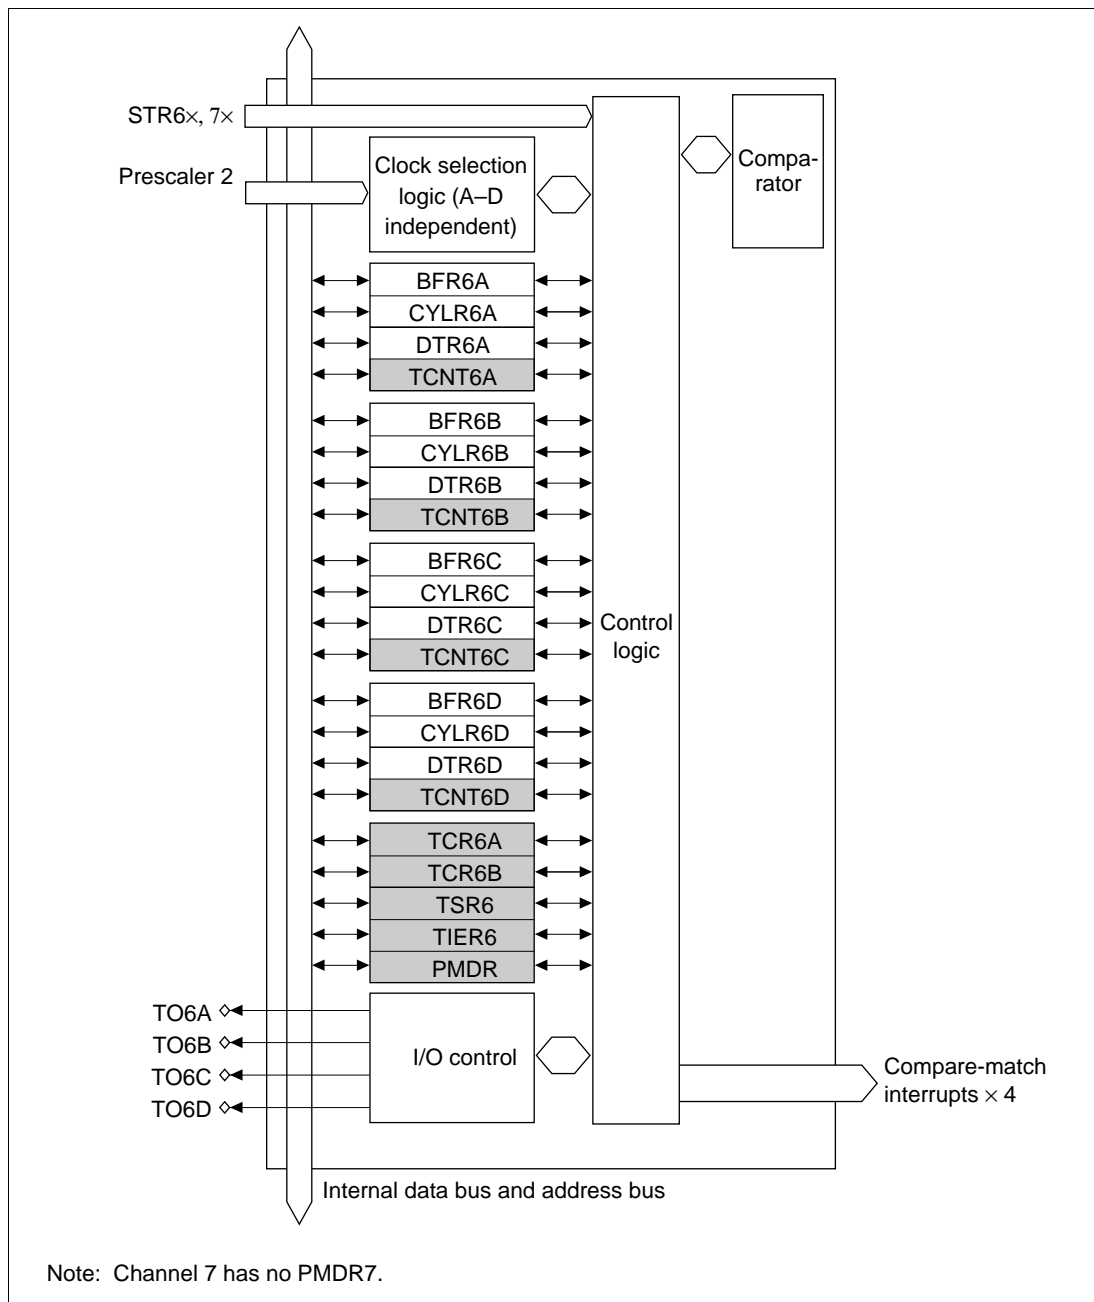 STR6×, 7×
Prescaler 2
Clock selection
logic (A–D
independent)
Compa-
rator
BFR6A
CYLR6A
DTR6A
TCNT6A
BFR6B
CYLR6B
DTR6B
TCNT6B
BFR6C
CYLR6C
DTR6C
TCNT6C
Control
logic
BFR6D
CYLR6D
DTR6D
TCNT6D
TCR6A
TCR6B
TSR6
TIER6
PMDR
TO6A
TO6B
TO6C
TO6D
I/O control
Compare-match
interrupts × 4
Internal data bus and address bus
Note: Channel 7 has no PMDR7.